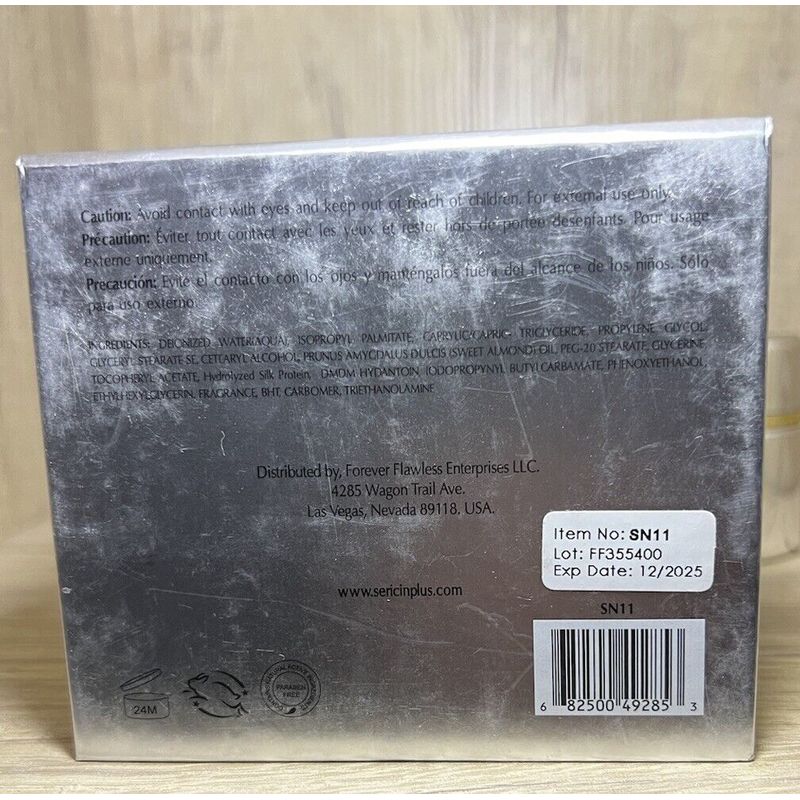 Caution: Avoid contact with eyes and keep out of reach of children. For external use only.
Précaution: Éviter tout contact avec les yeux et rester hors de portée desenfants. Pour usage
externe uniquement.
Precaución: Evite el contacto con los ojos y manténgalos fuera del alcance de los niños. Sólo
para uso externo.
INGREDIENTS: DEIONIZED WATER(AQUA), ISOPROPYL PALMITATE, CAPRYLIC/CAPRIC- TRIGLYCERIDE, PROPYLENE GLYCOL,
GLYCERYL STEARATE SE, CETEARYL ALCOHOL, PRUNUS AMYGDALUS DULCIS (SWEET ALMOND) OIL, PEG-20 STEARATE, GLYCERINE
TOCOPHERYL ACETATE, Hydrolyzed Silk Protein, DMDM HYDANTOIN IODOPROPYNYL BUTYLCARBAMATE, PHENOXYETHANOL,
ETHYLHEXYLGLYCERIN, FRAGRANCE, BHT, CARBOMER, TRIETHANOLAMINE
Distributed by, Forever Flawless Enterprises LLC.
4285 Wagon Trail Ave.
Las Vegas, Nevada 89118. USA.
Item No: SN11
Lot: FF355400
Exp Date: 12/2025
www.sericinplus.com
SN11
24M
PARABEN
FREE
NATURAL ACTIVE INGREDIENTS
6 82500 49285 3